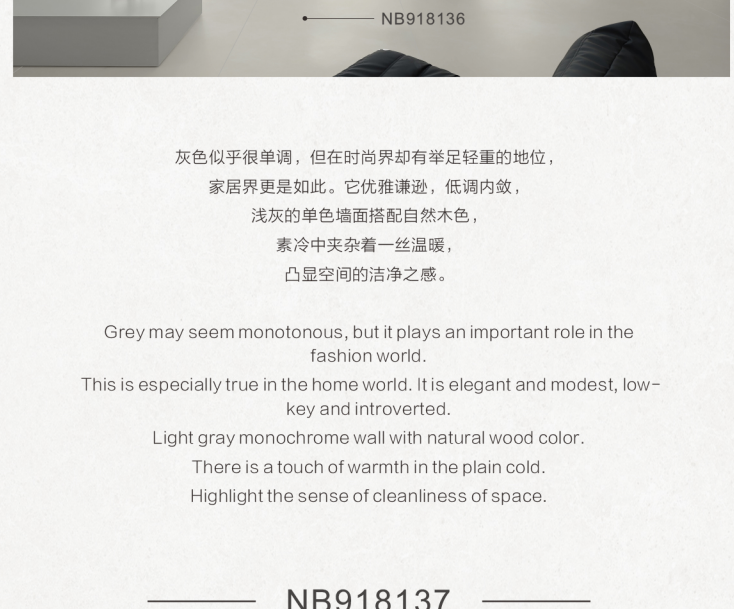 NB918136
灰色似乎很单调，但在时尚界却有举足轻重的地位，
家居界更是如此。它优雅谦逊，低调内敛，
浅灰的单色墙面搭配自然木色，
素冷中夹杂着一丝温暖，
凸显空间的洁净之感。
Grey may seem monotonous, but it plays an important role in the
fashion world.
This is especially true in the home world. It is elegant and modest, low-
key and introverted.
Light gray monochrome wall with natural wood color.
There is a touch of warmth in the plain cold.
Highlight the sense of cleanliness of space.
NB918137